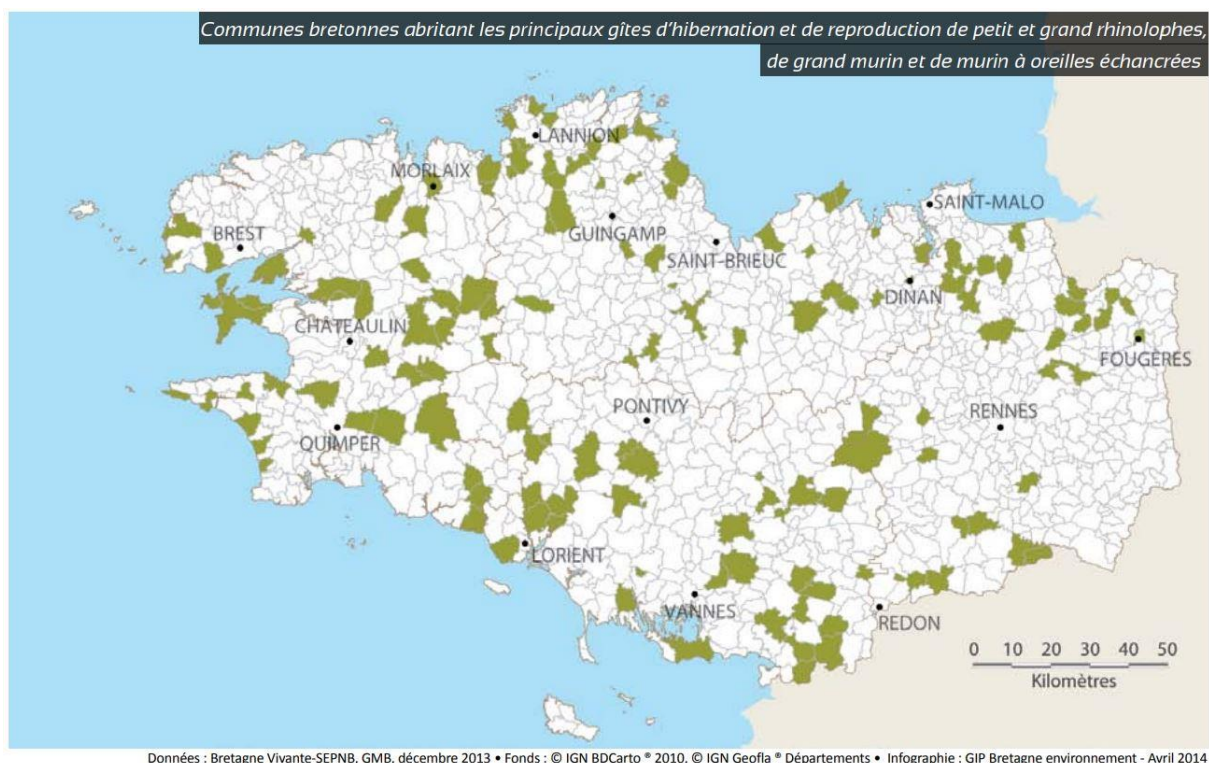 Communes bretonnes abritant les principaux gîtes d'hibernation et de reproduction de petit et grand rhinolophes,
de grand murin et de murin à oreilles échancrées
LANNION
MORLAIX
SAINT-MALO
GUINGAMP
BREST
SAINT-BRIEUC
DINAN
CHÂTEAULIN
FOUGÈRES
PONTIVY
RENNES
QUIMPER
LORIENT
VANNES
REDON
0 10 20 30 40 50
Kilomètres
Données : Bretagne Vivante-SEPNB, GMB, décembre 2013 • Fonds : © IGN BDCarto ® 2010, © IGN Geofla ® Départements • Infographie : GIP Bretagne environnement - Avril 2014